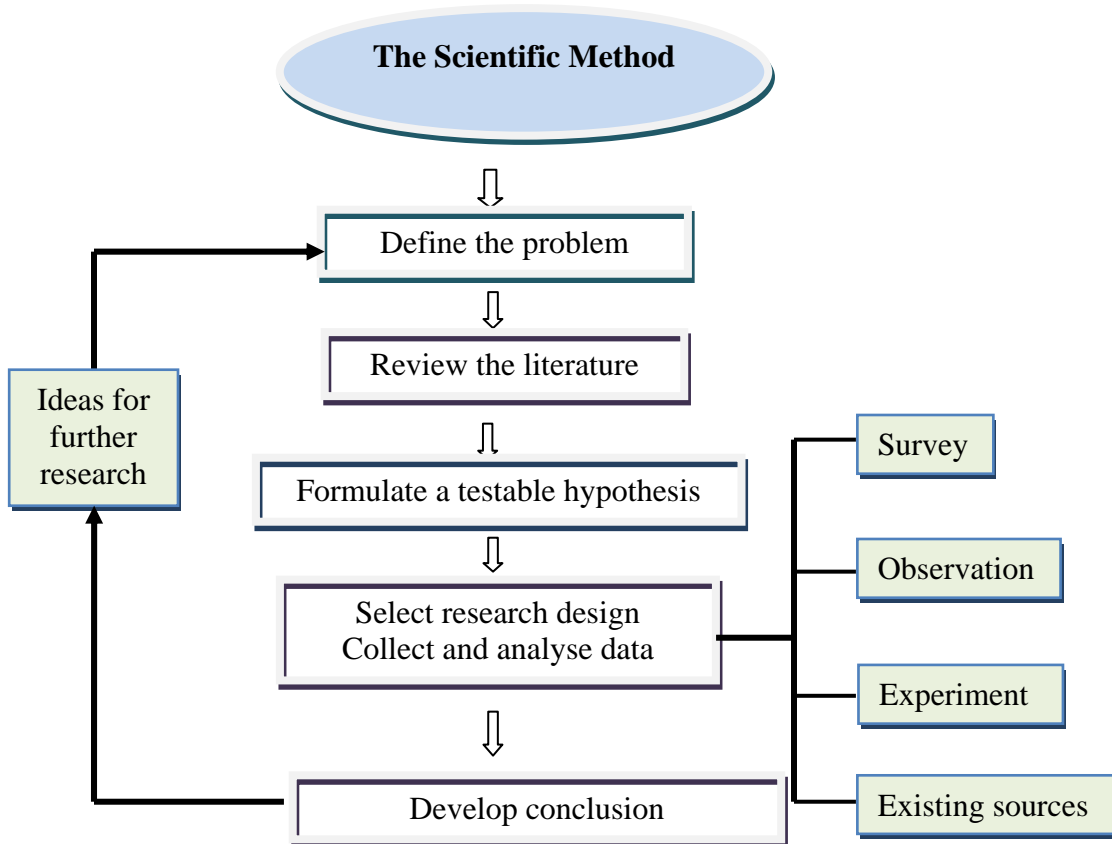 The Scientific Method
Define the problem
Review the literature
Ideas for
further
research
Formulate a testable hypothesis
Select research design
Collect and analyse data
Develop conclusion
Survey
Observation
Experiment
Existing sources